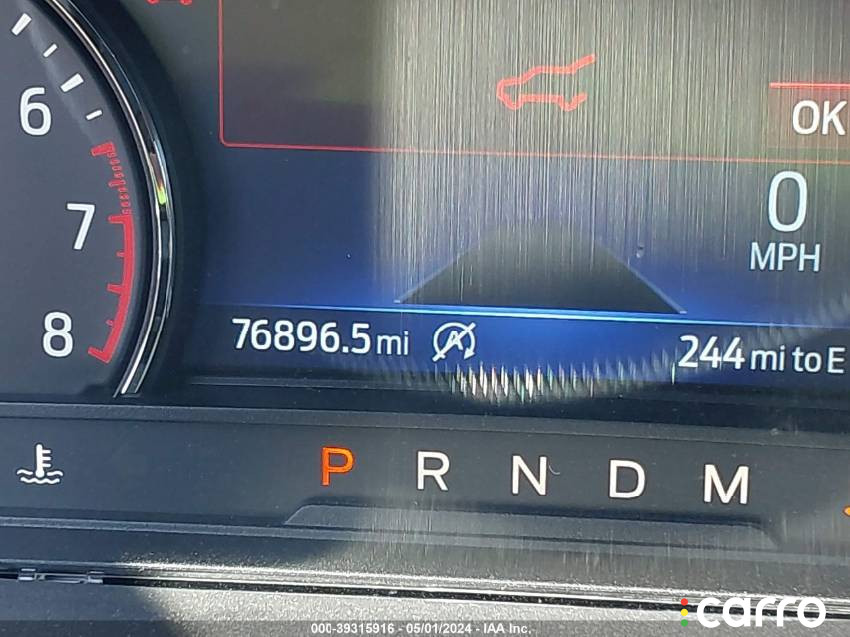 6
7
8
OK
0
MPH
76896.5 mi
A
244 mi to E
P R N D M
carro
000-39315916 - 05/01/2024 - IAA Inc.